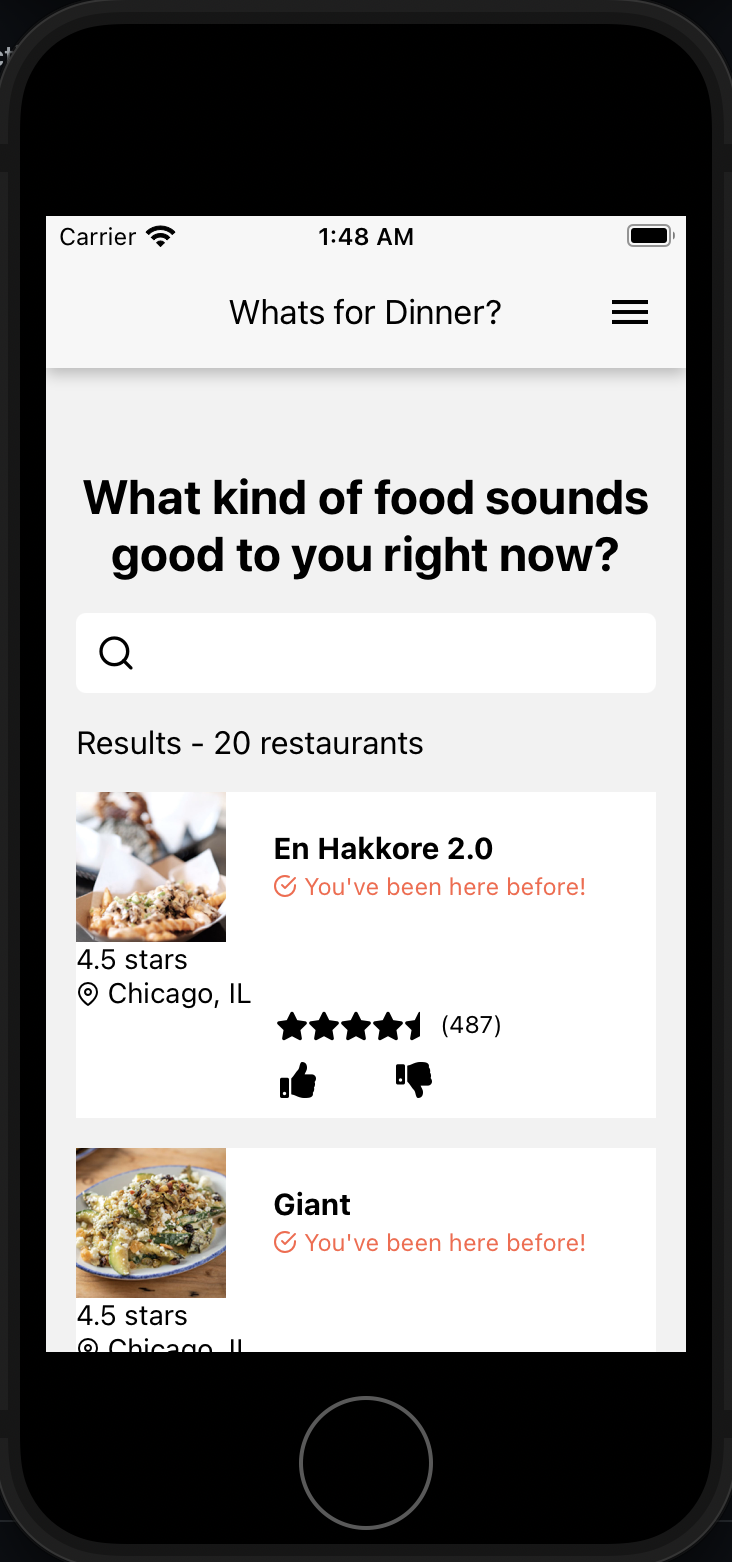 Carrier 1:48 AM
Whats for Dinner?
What kind of food sounds
good to you right now?
Results - 20 restaurants
En Hakkore 2.0
You've been here before!
4.5 stars
Chicago, IL
(487)
Giant
You've been here before!
4.5 stars
Chicago, IL